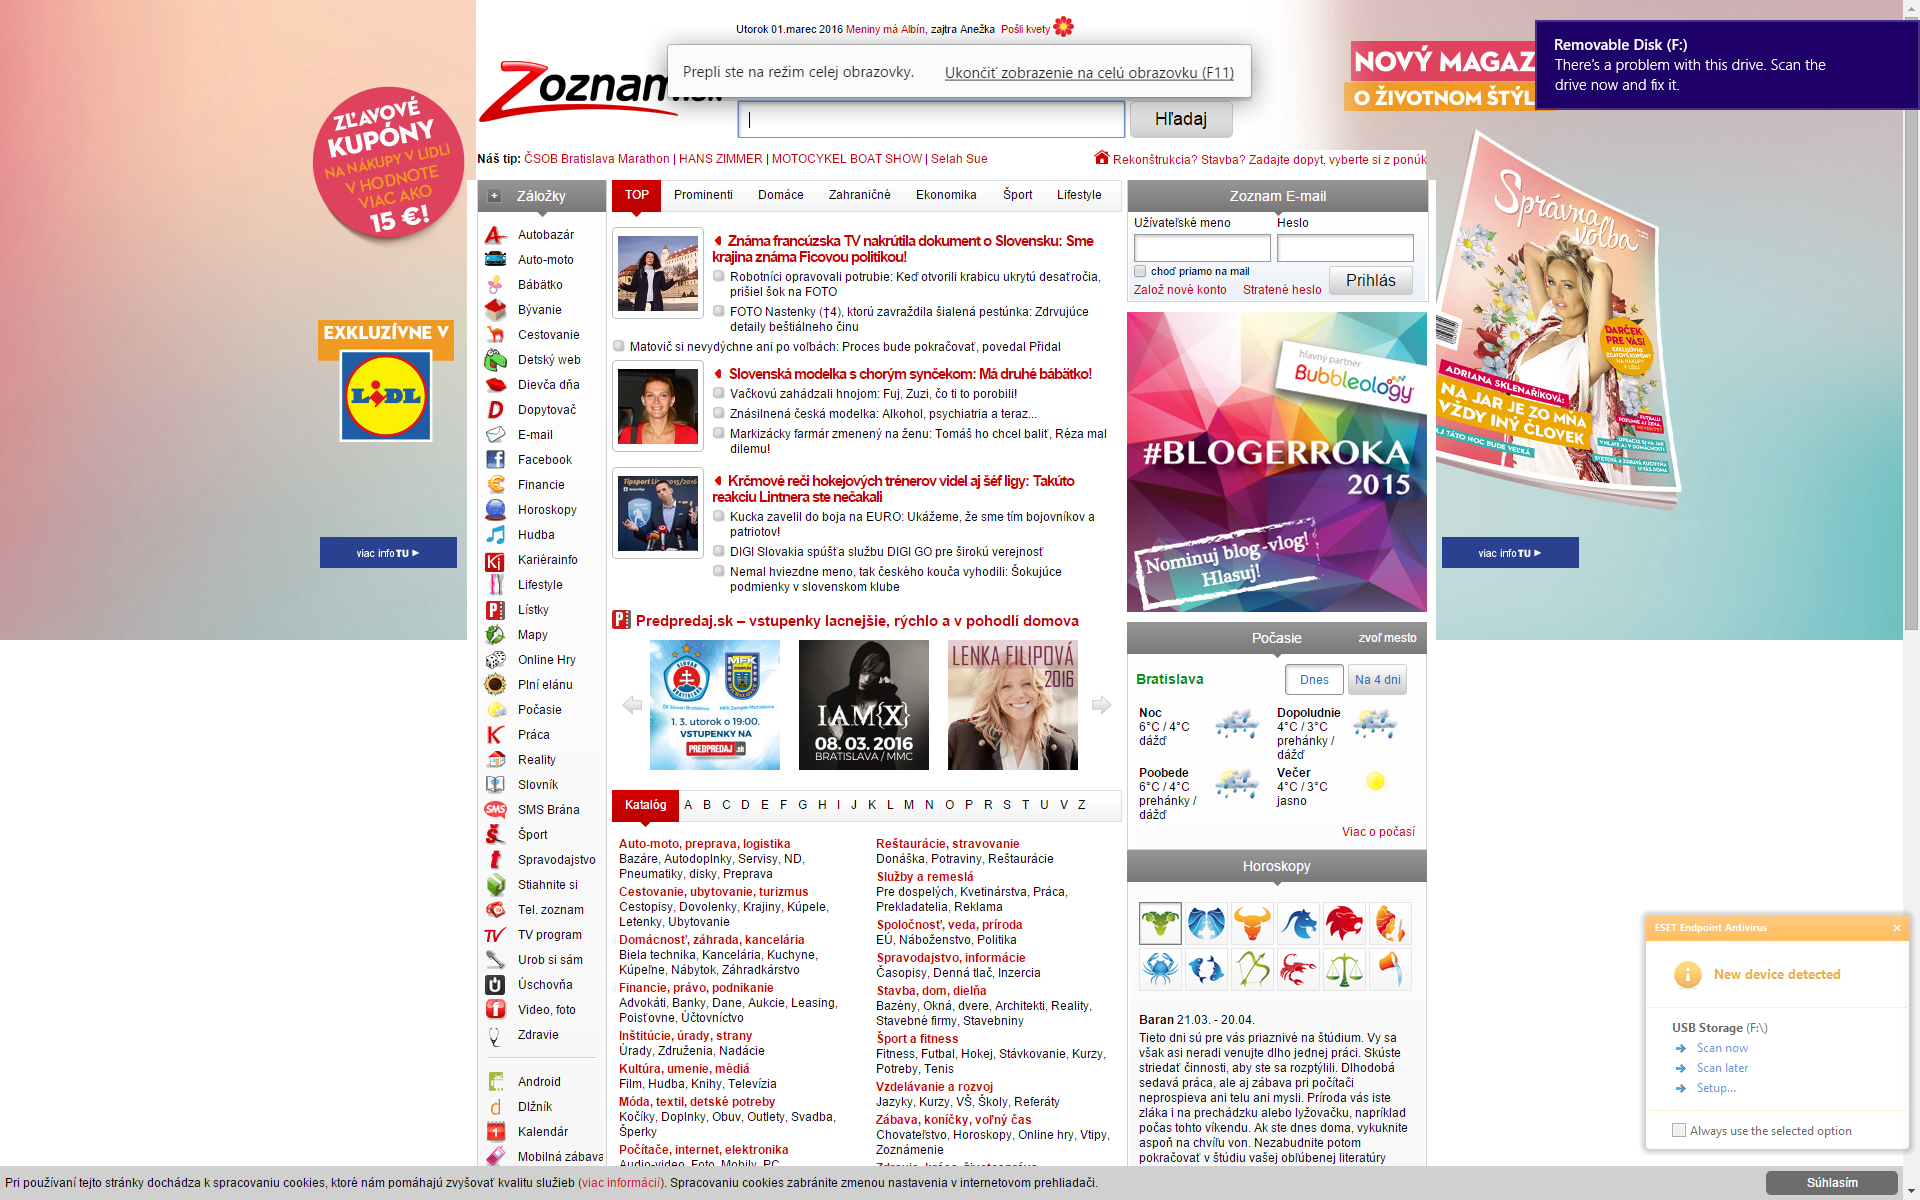 Utorok 01.marec 2016 Meniny má Albín, zajtra Anežka Pošli kvety
Prepli ste na režim celej obrazovky. Ukončiť zobrazenie na celú obrazovku (F11)
Removable Disk (F:)
There's a problem with this drive. Scan the
drive now and fix it.
NOVÝ MAGAZ
O ŽIVOTNOM ŠTÝL
Zoznam.sk
Hľadaj
ZĽAVOVÉ
KUPÓNY
NA NÁKUPY V LIDLI
V HODNOTE
VIAC AKO
15 €!
EXKLUZÍVNE V
LIDL
viac info TU
Náš tip: ČSOB Bratislava Marathon | HANS ZIMMER | MOTOCYKEL BOAT SHOW | Selah Sue
Rekonštrukcia? Stavba? Zadajte dopyt, vyberte si z ponúk
Záložky
Autobazár
Auto-moto
Bábätko
Bývanie
Cestovanie
Detský web
Dievča dňa
Dopytovač
E-mail
Facebook
Financie
Horoskopy
Hudba
Kariérainfo
Lifestyle
Lístky
Mapy
Online Hry
Plní elánu
Počasie
Práca
Reality
Slovník
SMS Brána
Šport
Spravodajstvo
Stiahnite si
Tel. zoznam
TV program
Urob si sám
Úschovňa
Video, foto
Zdravie
Android
Dlžník
Kalendár
Mobilná zábava
TOP Prominenti Domáce Zahraničné Ekonomika Šport Lifestyle
Známa francúzska TV nakrútila dokument o Slovensku: Sme
krajina známa Ficovou politikou!
Robotníci opravovali potrubie: Keď otvorili krabicu ukrytú desaťročia,
prišiel šok na FOTO
FOTO Nastenky (†4), ktorú zavraždila šialená pestúnka: Zdrvujúce
detaily beštiálneho činu
Matovič si nevydýchne ani po voľbách: Proces bude pokračovať, povedal Přidal
Slovenská modelka s chorým synčekom: Má druhé bábätko!
Vačkovú zahádzali hnojom: Fuj, Zuzi, čo ti to porobili!
Znásilnená česká modelka: Alkohol, psychiatria a teraz...
Markizácky farmár zmenený na ženu: Tomáš ho chcel baliť, Réza mal
dilemu!
Krčmové reči hokejových trénerov videl aj šéf ligy: Takúto
reakciu Lintnera ste nečakali
Kucka zavelil do boja na EURO: Ukážeme, že sme tím bojovníkov a
patriotov!
DIGI Slovakia spúšťa službu DIGI GO pre širokú verejnosť
Nemal hviezdne meno, tak českého kouča vyhodili: Šokujúce
podmienky v slovenskom klube
Predpredaj.sk – vstupenky lacnejšie, rýchlo a v pohodlí domova
ŠK Slovan Bratislava MFK Zemplín Michalovce
1. 3. utorok o 19:00.
VSTUPENKY NA
PREDPREDAJ.sk
IAM{X}
08. 03. 2016
BRATISLAVA / MMC
LENKA FILIPOVÁ
2016
Katalóg A B C D E F G H I J K L M N O P R S T U V Z
Auto-moto, preprava, logistika
Bazáre, Autodoplnky, Servisy, ND,
Pneumatiky, disky, Preprava
Cestovanie, ubytovanie, turizmus
Cestopisy, Dovolenky, Krajiny, Kúpele,
Letenky, Ubytovanie
Domácnosť, záhrada, kancelária
Biela technika, Kancelária, Kuchyne,
Kúpeľne, Nábytok, Záhradkárstvo
Financie, právo, podnikanie
Advokáti, Banky, Dane, Aukcie, Leasing,
Poisťovne, Účtovníctvo
Inštitúcie, úrady, strany
Úrady, Združenia, Nadácie
Kultúra, umenie, médiá
Film, Hudba, Knihy, Televízia
Móda, textil, detské potreby
Kočíky, Doplnky, Obuv, Outlety, Svadba,
Šperky
Počítače, internet, elektronika
Audio-video, Foto, Mobily, PC
Reštaurácie, stravovanie
Donáška, Potraviny, Reštaurácie
Služby a remeslá
Pre dospelých, Kvetinárstva, Práca,
Prekladatelia, Reklama
Spoločnosť, veda, príroda
EÚ, Náboženstvo, Politika
Spravodajstvo, informácie
Časopisy, Denná tlač, Inzercia
Stavba, dom, dielňa
Bazény, Okná, dvere, Architekti, Reality,
Stavebné firmy, Stavebniny
Šport a fitness
Fitness, Futbal, Hokej, Stávkovanie, Kurzy,
Potreby, Tenis
Vzdelávanie a rozvoj
Jazyky, Kurzy, VŠ, Školy, Referáty
Zábava, koníčky, voľný čas
Chovateľstvo, Horoskopy, Online hry, Vtipy,
Zoznámenie
Zoznam E-mail
Užívateľské meno Heslo
choď priamo na mail
Prihlás
Založ nové konto Stratené heslo
hlavný partner
Bubbleology
#BLOGERROKA
2015
Nominuj blog-vlog!
Hlasuj!
Počasie zvoľ mesto
Bratislava Dnes Na 4 dni
Noc
6°C / 4°C
dážď
Dopoludnie
4°C / 3°C
prehánky /
dážď
Poobede
6°C / 4°C
prehánky /
dážď
Večer
4°C / 3°C
jasno
Viac o počasí
Horoskopy
Baran 21.03. - 20.04.
Tieto dni sú pre vás priaznivé na štúdium. Vy sa
však asi neradi venujte dlho jednej práci. Skúste
striedať činnosti, aby ste sa rozptýlili. Dlhodobá
sedavá práca, ale aj zábava pri počítači
neprospieva ani telu ani mysli. Príroda vás iste
zláka i na prechádzku alebo lyžovačku, napríklad
počas tohto víkendu. Ak ste dnes doma, vykuknite
aspoň na chvíľu von. Nezabudnite potom
pokračovať v štúdiu vašej obľúbenej literatúry
Správna
voľba
DARČEK
PRE VÁS!
EXKLUZÍVNE
ZĽAVOVÉ KUPÓNY
NA NÁKUPY
V LIDLI
ADRIANA SKLENAŘÍKOVÁ:
NA JAR JE ZO MŇA
VŽDY INÝ ČLOVEK
AJ TÁTO NOC BUDE VEĽKÁ
viac info TU
ESET Endpoint Antivirus
New device detected
USB Storage (F:\)
Scan now
Scan later
Setup...
Always use the selected option
Pri používaní tejto stránky dochádza k spracovaniu cookies, ktoré nám pomáhajú zvyšovať kvalitu služieb (viac informácií). Spracovaniu cookies zabránite zmenou nastavenia v internetovom prehliadači.
Súhlasím